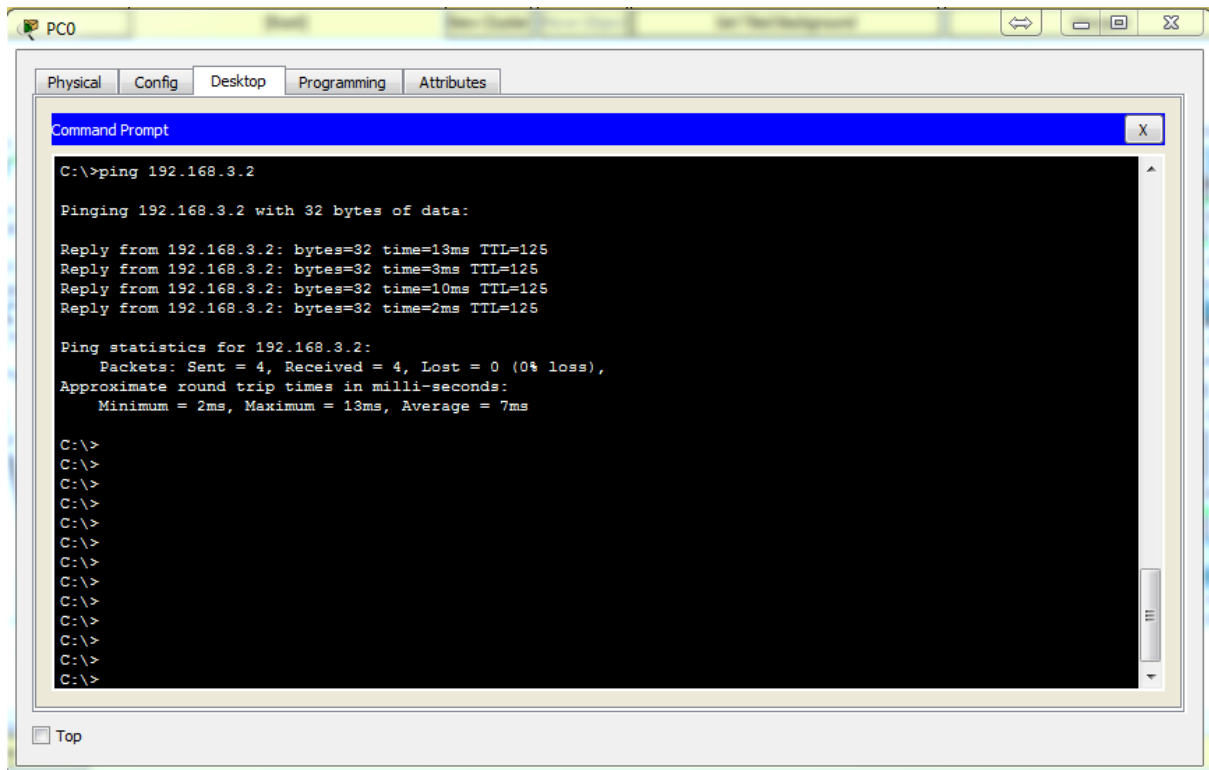 PC0
Physical Config Desktop Programming Attributes
Command Prompt
X
C:\>ping 192.168.3.2
Pinging 192.168.3.2 with 32 bytes of data:
Reply from 192.168.3.2: bytes=32 time=13ms TTL=125
Reply from 192.168.3.2: bytes=32 time=3ms TTL=125
Reply from 192.168.3.2: bytes=32 time=10ms TTL=125
Reply from 192.168.3.2: bytes=32 time=2ms TTL=125
Ping statistics for 192.168.3.2:
Packets: Sent = 4, Received = 4, Lost = 0 (0% loss),
Approximate round trip times in milli-seconds:
Minimum = 2ms, Maximum = 13ms, Average = 7ms
C:\>
C:\>
C:\>
C:\>
C:\>
C:\>
C:\>
C:\>
C:\>
C:\>
C:\>
C:\>
C:\>
Top